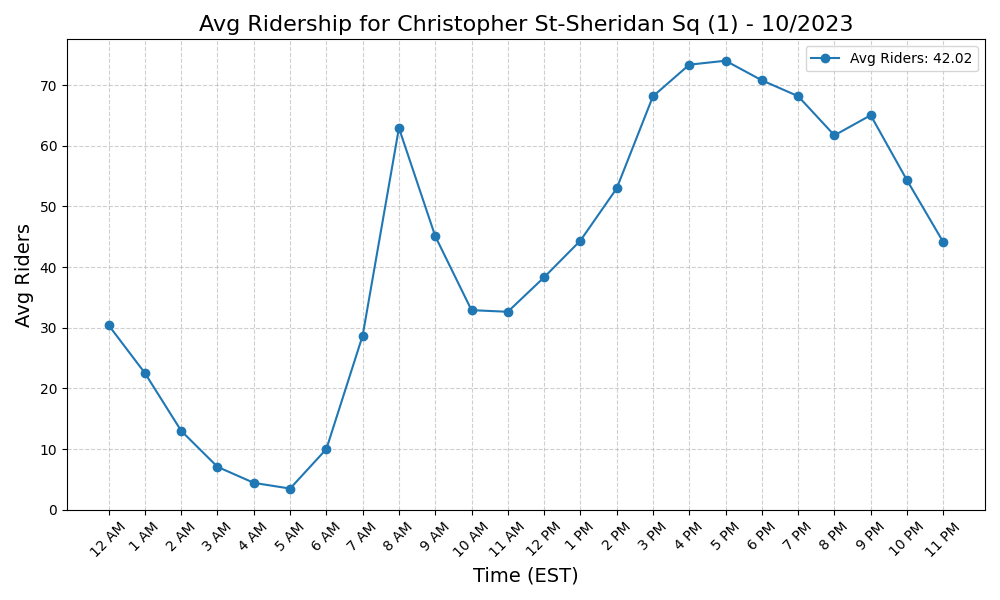 Avg Ridership for Christopher St-Sheridan Sq (1) - 10/2023
Avg Riders: 42.02
Avg Riders
70
60
50
40
30
20
10
0
12 AM
1 AM
2 AM
3 AM
4 AM
5 AM
6 AM
7 AM
8 AM
9 AM
10 AM
11 AM
12 PM
1 PM
2 PM
3 PM
4 PM
5 PM
6 PM
7 PM
8 PM
9 PM
10 PM
11 PM
Time (EST)